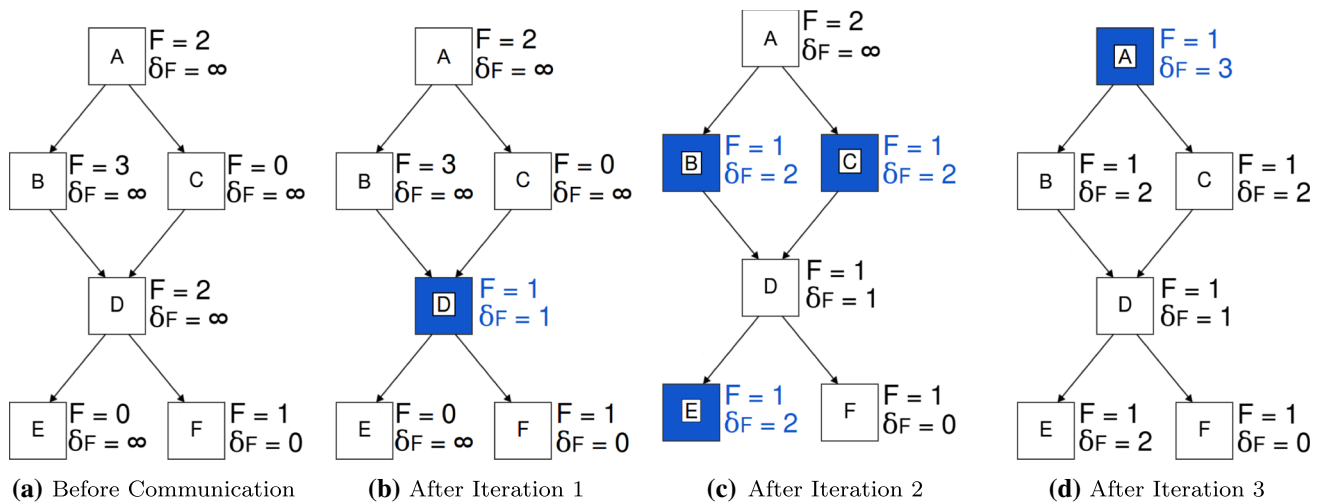 A
F = 2
δF = ∞
B
F = 3
δF = ∞
C
F = 0
δF = ∞
D
F = 2
δF = ∞
E
F = 0
δF = ∞
F
F = 1
δF = 0
(a) Before Communication
A
F = 2
δF = ∞
B
F = 3
δF = ∞
C
F = 0
δF = ∞
D
F = 1
δF = 1
E
F = 0
δF = ∞
F
F = 1
δF = 0
(b) After Iteration 1
A
F = 2
δF = ∞
B
F = 1
δF = 2
C
F = 1
δF = 2
D
F = 1
δF = 1
E
F = 1
δF = 2
F
F = 1
δF = 0
(c) After Iteration 2
A
F = 1
δF = 3
B
F = 1
δF = 2
C
F = 1
δF = 2
D
F = 1
δF = 1
E
F = 1
δF = 2
F
F = 1
δF = 0
(d) After Iteration 3